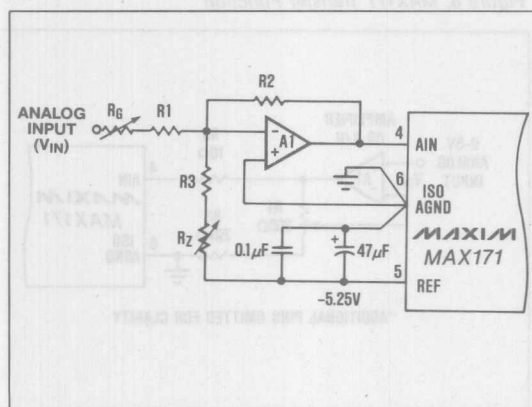 R2
ANALOG
INPUT
(VIN)
RG
R1
A1
4
AIN
6
ISO
AGND
R3
MAXIM
MAX171
RZ
0.1μF
+
47μF
5
REF
-5.25V